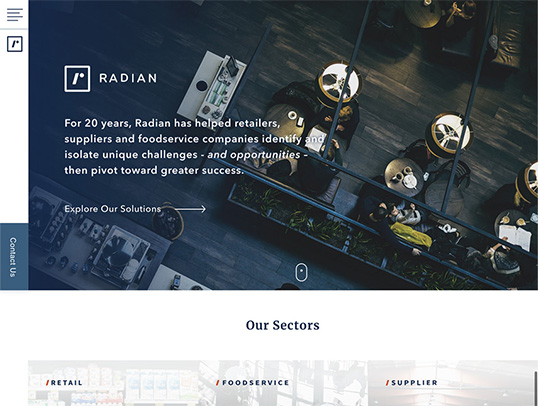 r
r RADIAN
For 20 years, Radian has helped retailers,
suppliers and foodservice companies identify and
isolate unique challenges - and opportunities -
then pivot toward greater success.
Explore Our Solutions
Contact Us
Our Sectors
/RETAIL
/FOODSERVICE
/SUPPLIER